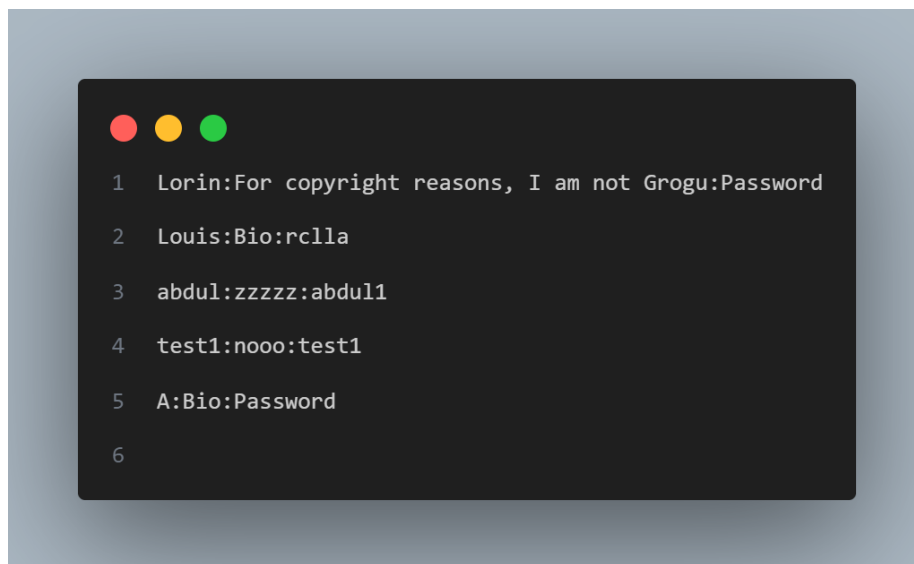 1 Lorin:For copyright reasons, I am not Grogu:Password
2 Louis:Bio:rclla
3 abdul:zzzzz:abdul1
4 test1:nooo:test1
5 A:Bio:Password
6